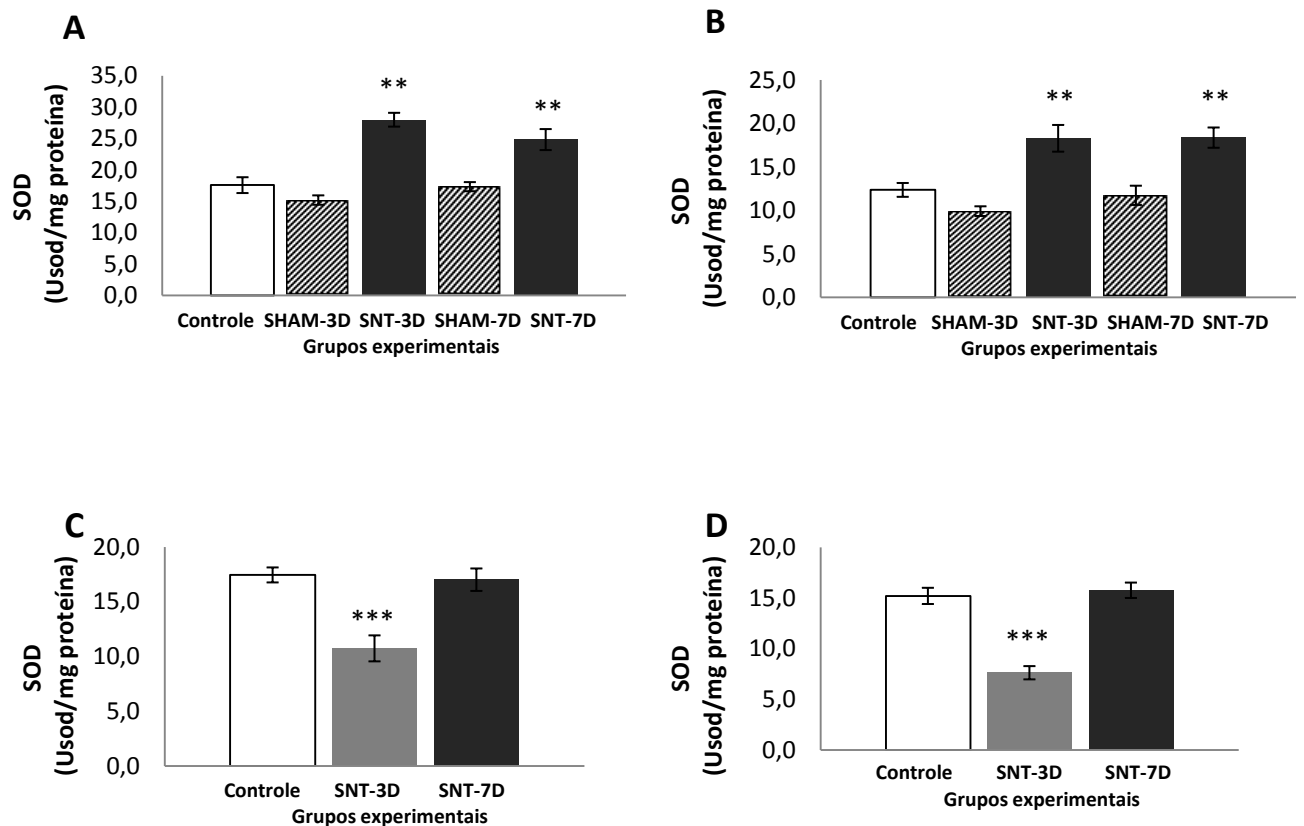 A
SOD
(Usod/mg proteína)
35,0
30,0
25,0
20,0
15,0
10,0
5,0
0,0
**
**
Controle SHAM-3D SNT-3D SHAM-7D SNT-7D
Grupos experimentais
B
SOD
(Usod/mg proteína)
25,0
20,0
15,0
10,0
5,0
0,0
**
**
Controle SHAM-3D SNT-3D SHAM-7D SNT-7D
Grupos experimentais
C
SOD
(Usod/mg proteína)
20,0
15,0
10,0
5,0
0,0
***
Controle SNT-3D SNT-7D
Grupos experimentais
D
SOD
(Usod/mg proteína)
20,0
15,0
10,0
5,0
0,0
***
Controle SNT-3D SNT-7D
Grupos experimentais